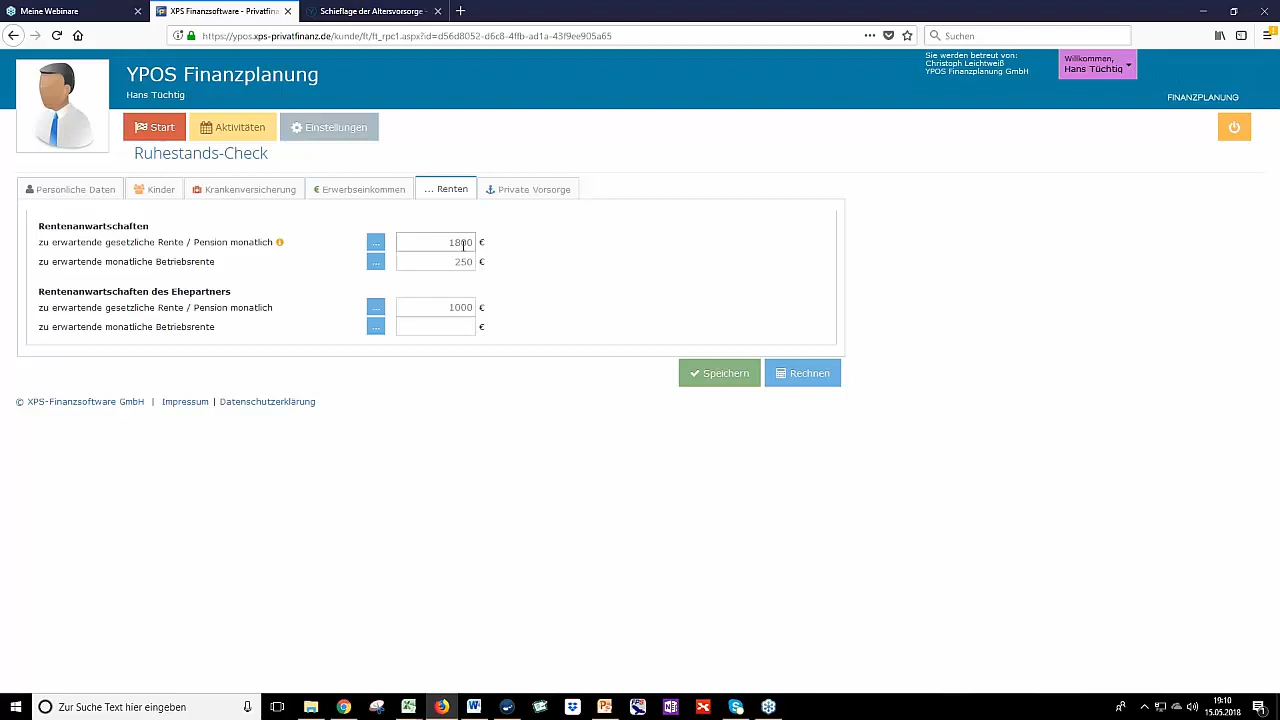 Meine Webinare
XPS Finanzsoftware - Privatfin
Schieflage der Altersvorsorge -
https://ypos.xps-privatfinanz.de/kunde/ft/ft_rpc1.aspx?id=d56d8052-d6c8-4ffb-ad1a-43f9ee905a65
Suchen
YPOS Finanzplanung
Hans Tüchtig
Sie werden betreut von:
Christoph Leichtweiß
YPOS Finanzplanung GmbH
Willkommen,
Hans Tüchtig
FINANZPLANUNG
Start
Aktivitäten
Einstellungen
Ruhestands-Check
Persönliche Daten
Kinder
Krankenversicherung
€ Erwerbseinkommen
... Renten
Private Vorsorge
Rentenanwartschaften
zu erwartende gesetzliche Rente / Pension monatlich ... 1800 €
zu erwartende monatliche Betriebsrente ... 250 €
Rentenanwartschaften des Ehepartners
zu erwartende gesetzliche Rente / Pension monatlich ... 1000 €
zu erwartende monatliche Betriebsrente ... €
Speichern
Rechnen
© XPS-Finanzsoftware GmbH | Impressum | Datenschutzerklärung
Zur Suche Text hier eingeben
19:10
15.05.2018